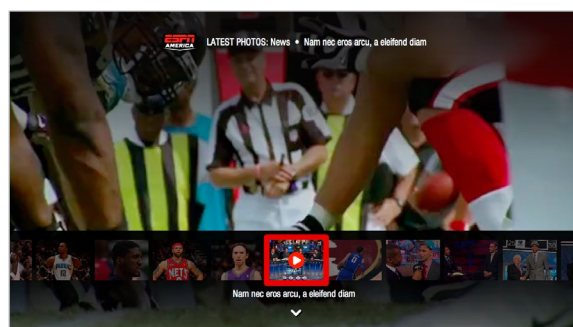 ESPN
AMERICA
LATEST PHOTOS: News • Nam nec eros arcu, a eleifend diam
NETS
Nam nec eros arcu, a eleifend diam